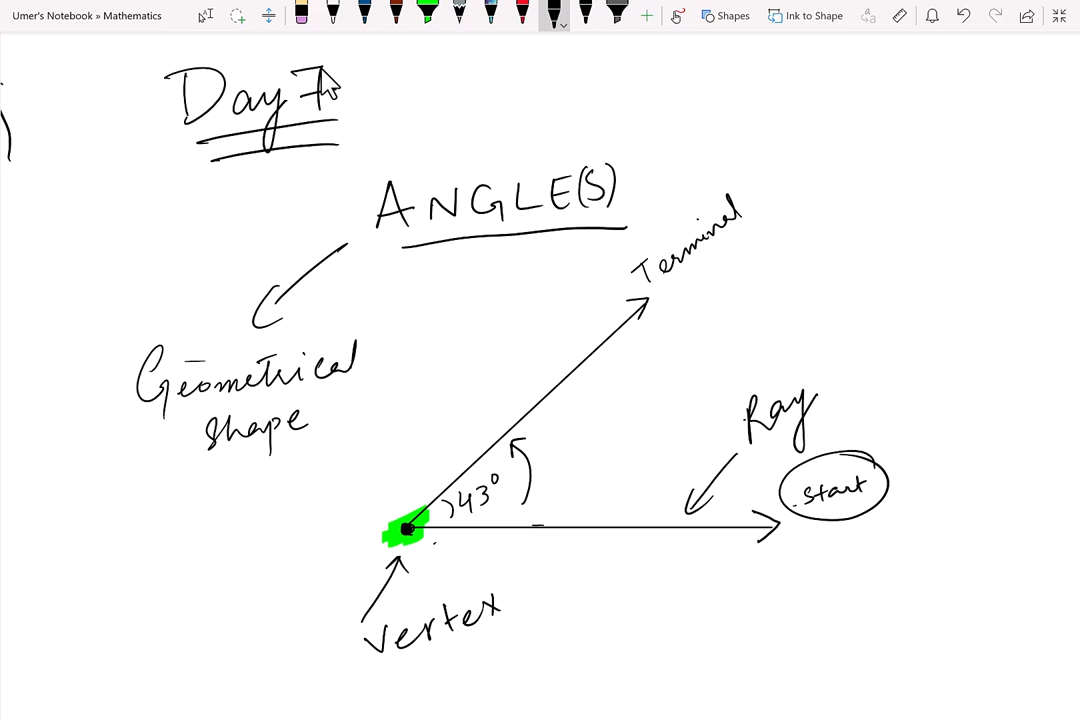 Umer's Notebook » Mathematics
Shapes
Ink to Shape
Day 7
ANGLE(S)
Terminal
Geometrical
shape
Ray
start
43°
Vertex